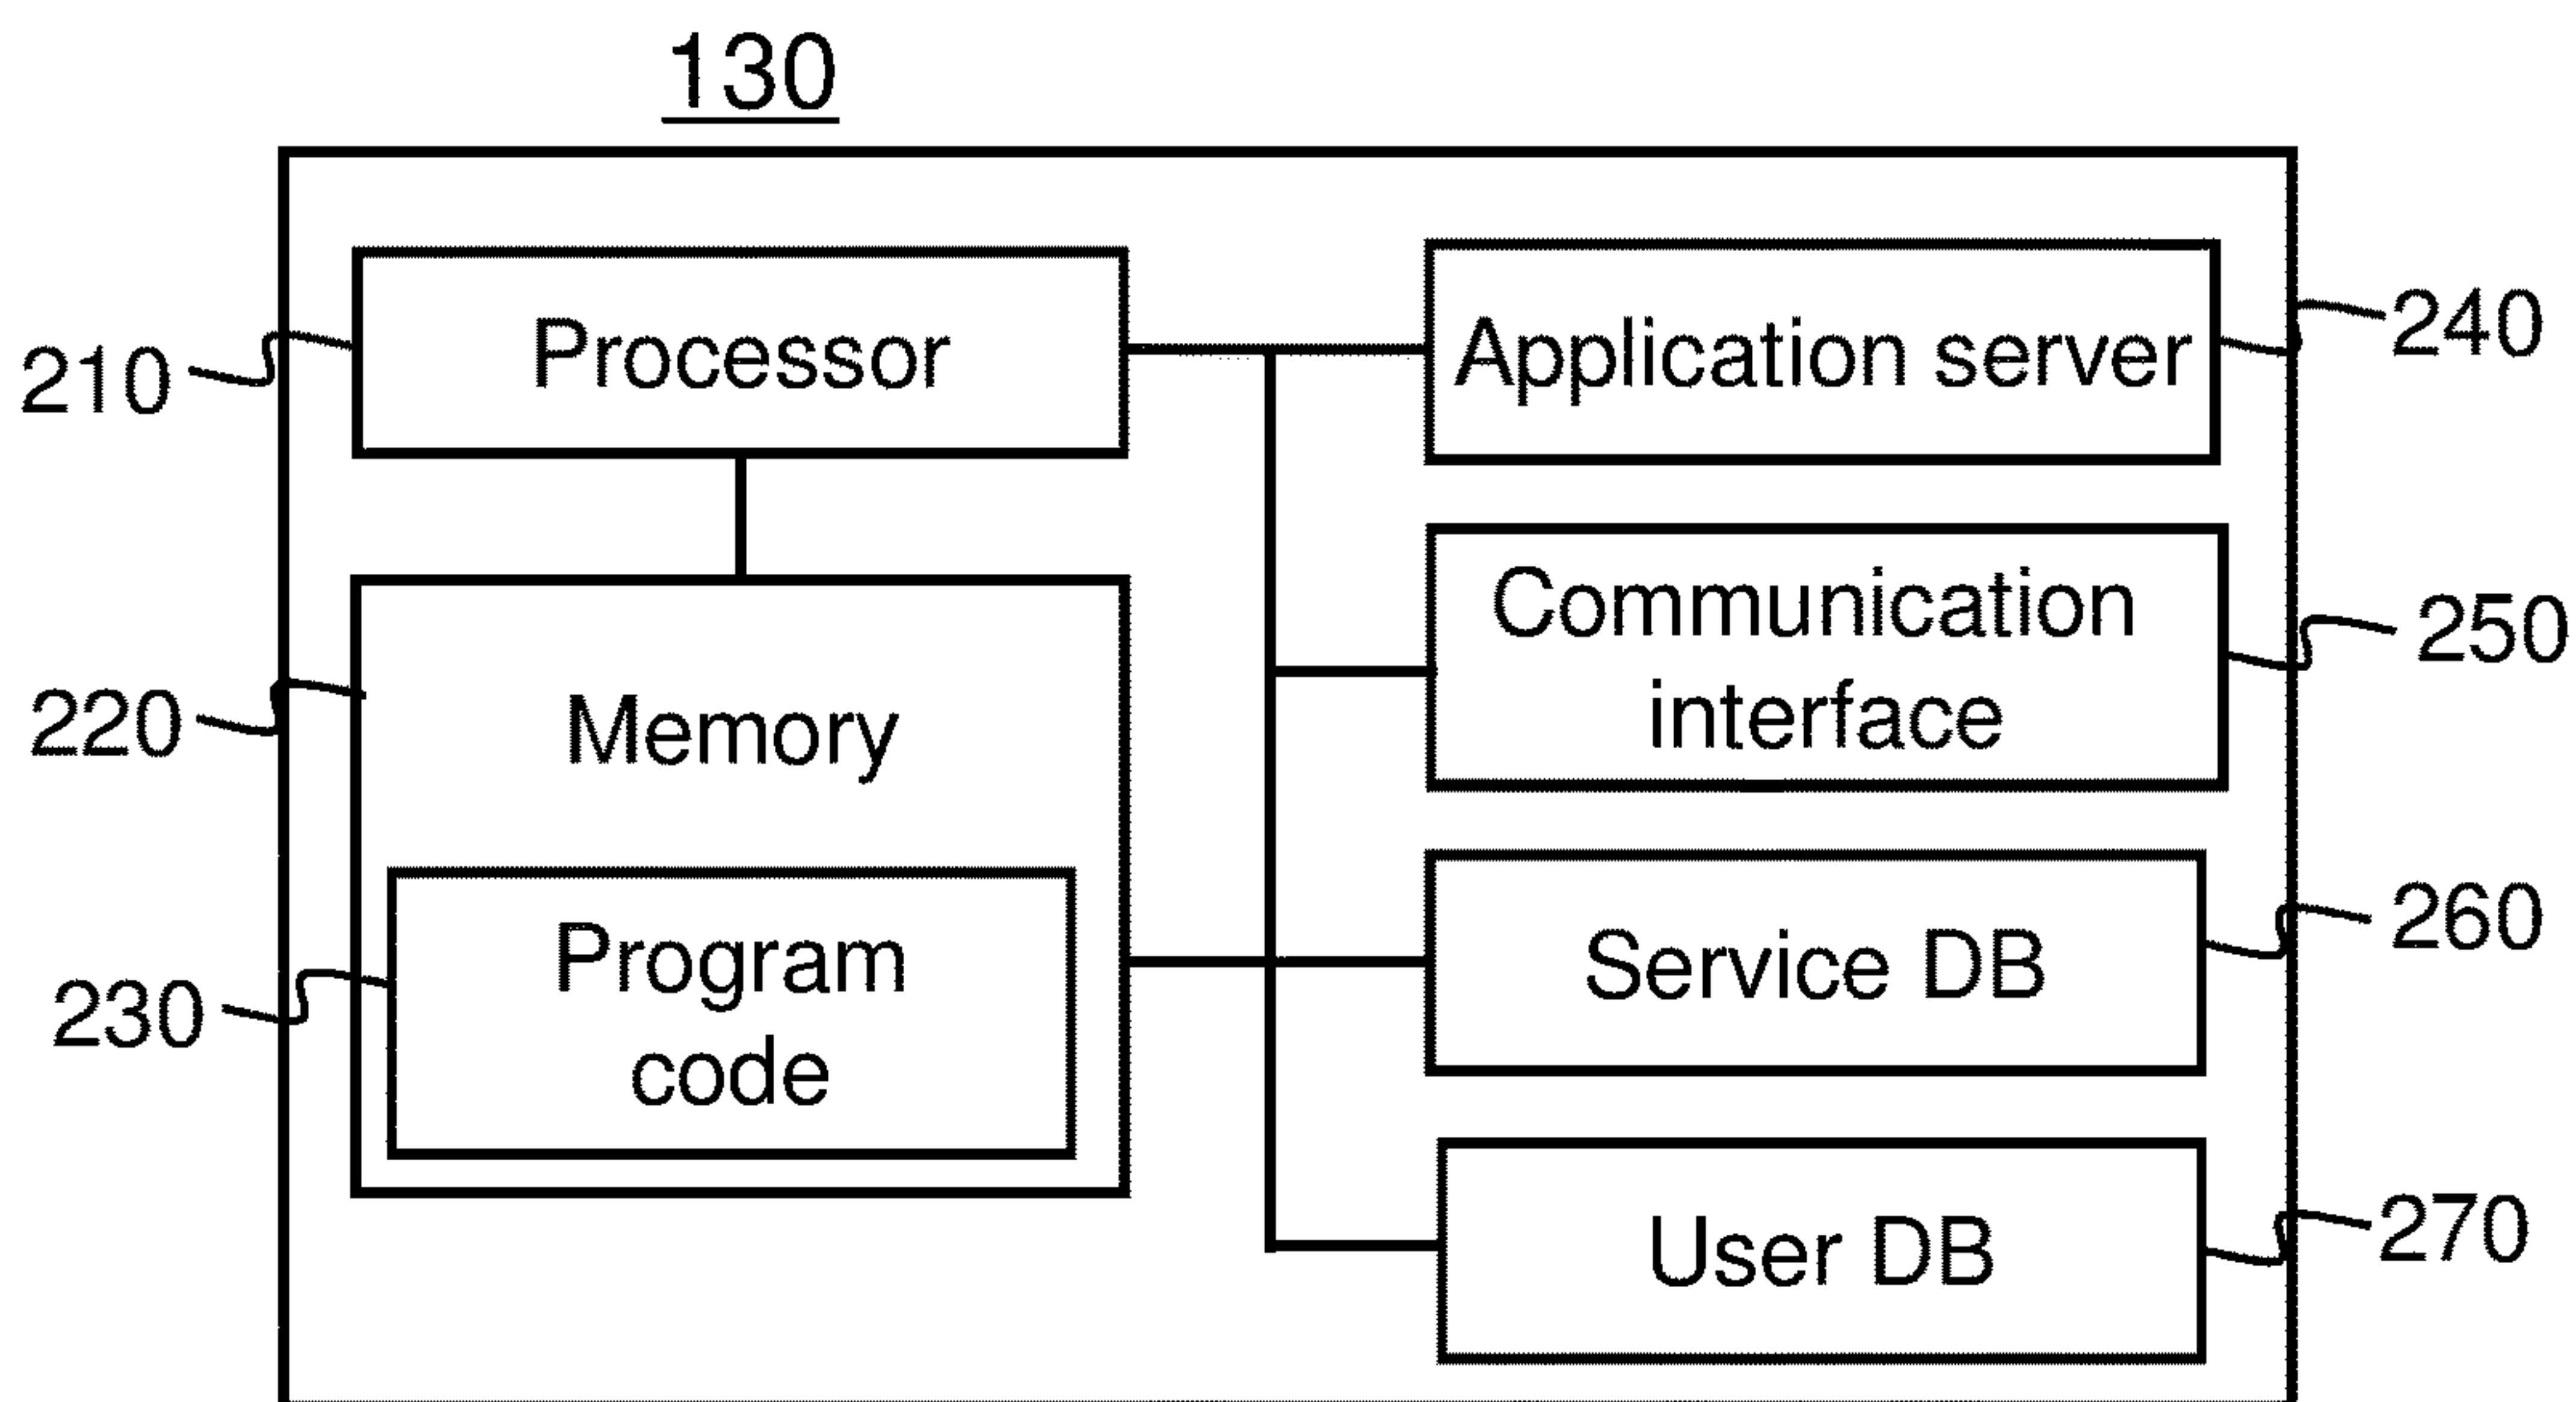 130
210
Processor
Application server
240
220
Memory
Communication
interface
250
230
Program
code
Service DB
260
User DB
270